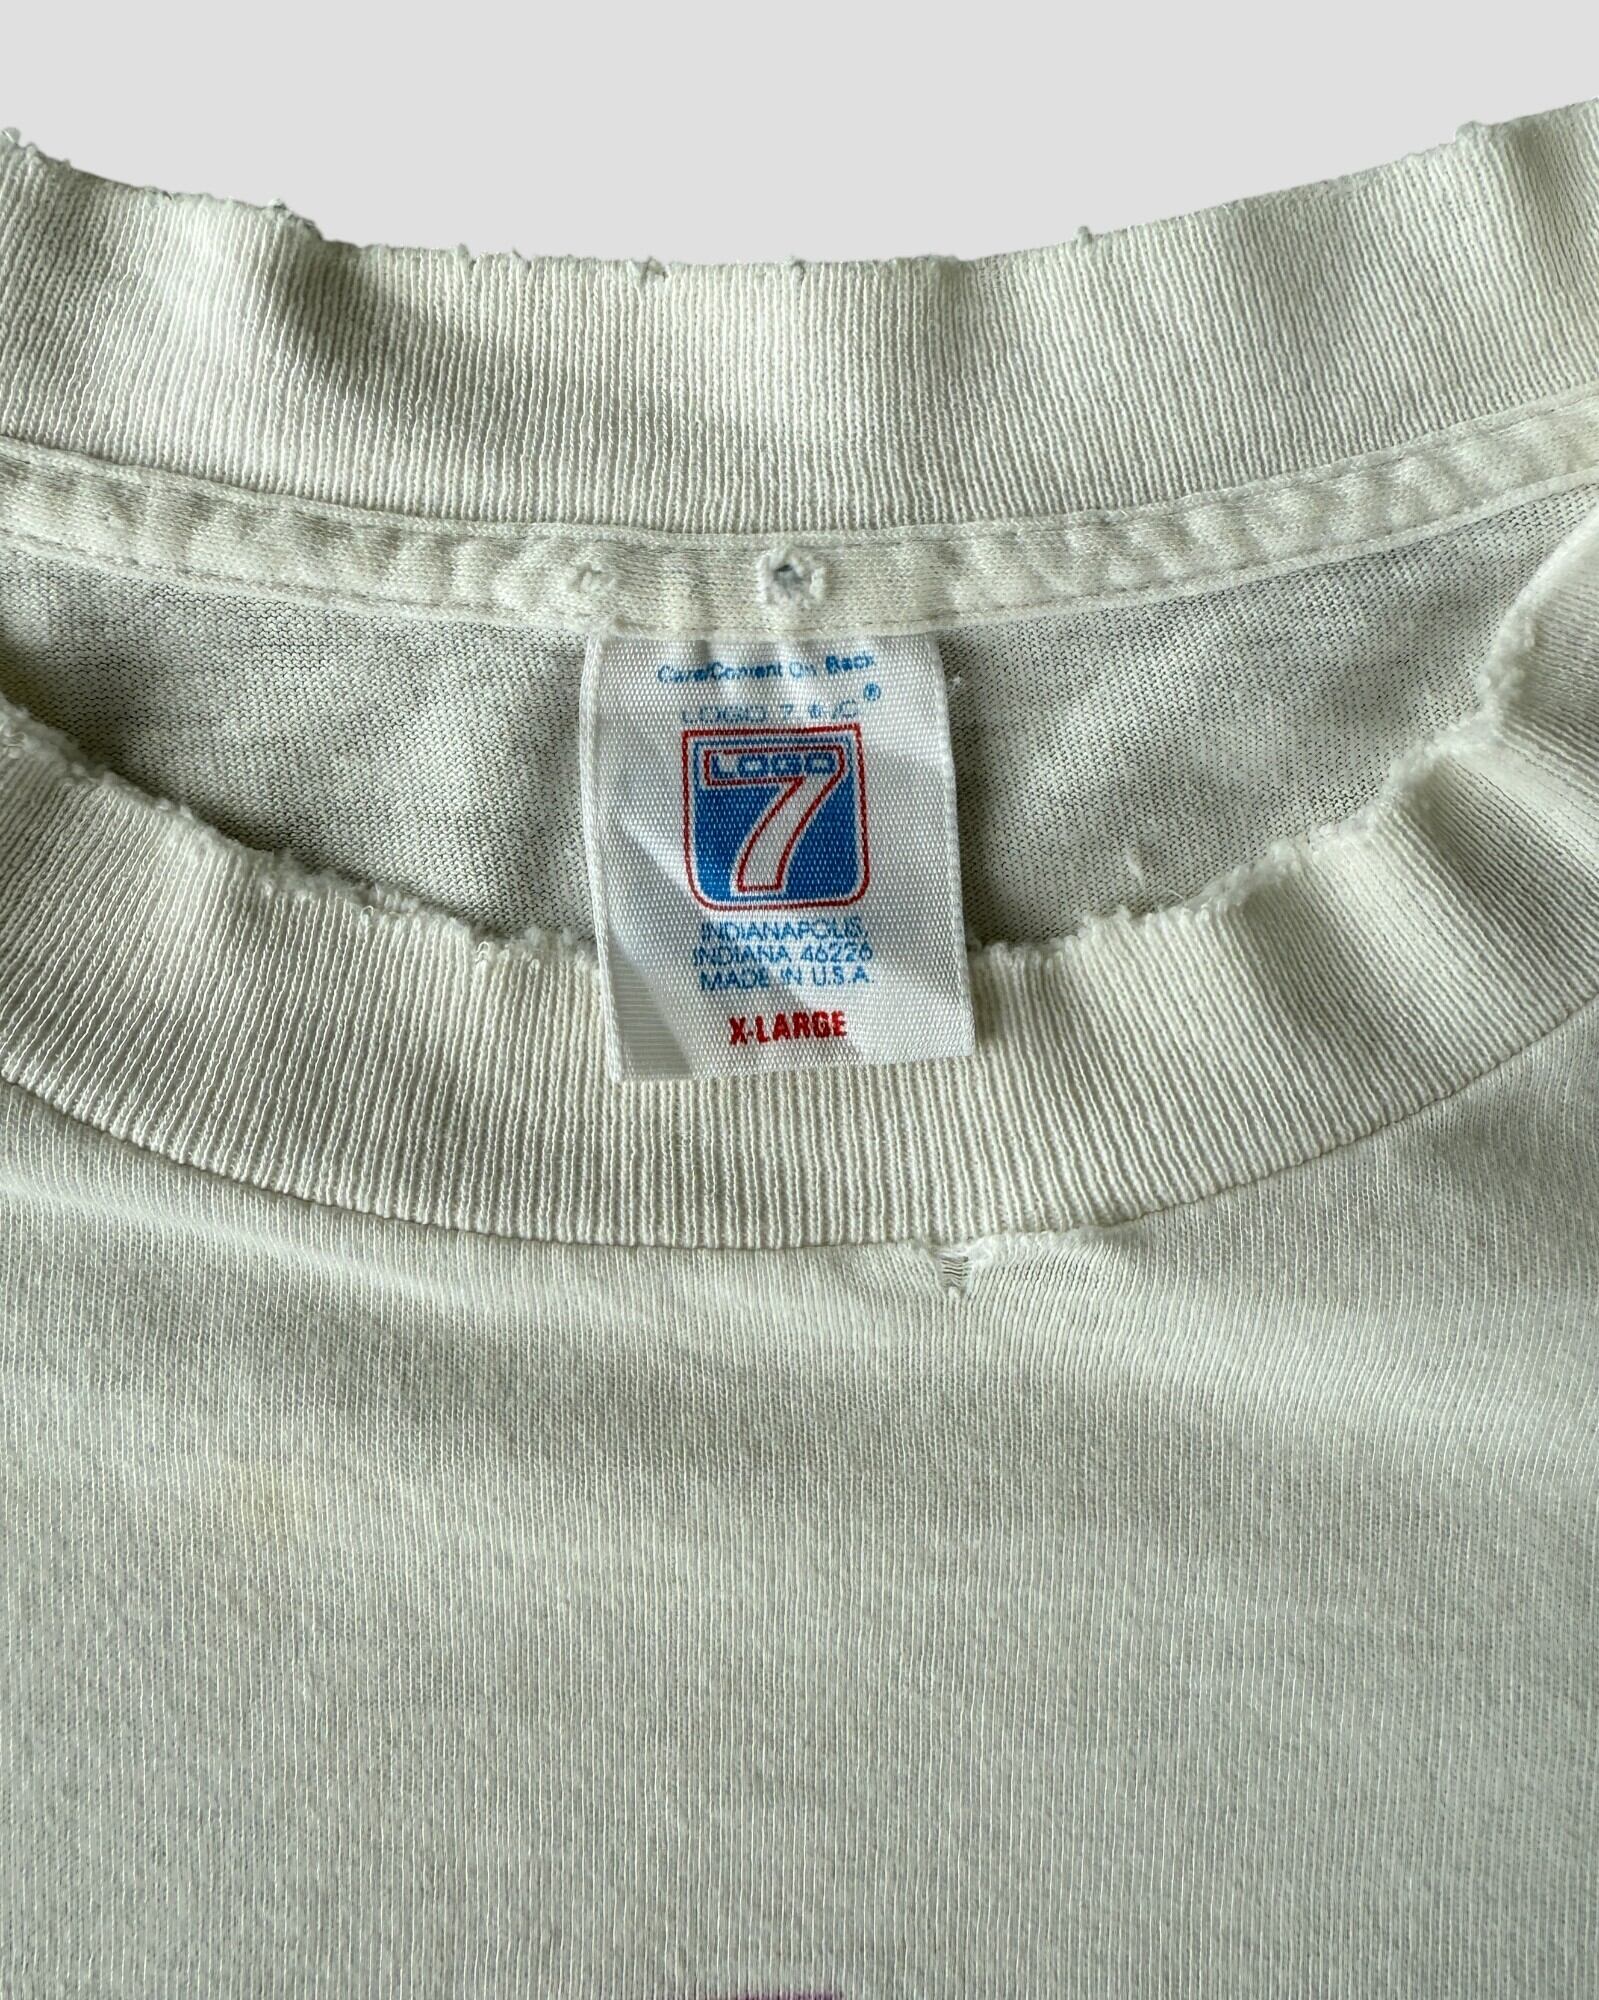 Care/Content On Back
LOGO 7, INC®
LOGO
7
INDIANAPOLIS,
INDIANA 46226
MADE IN U.S.A.
X-LARGE